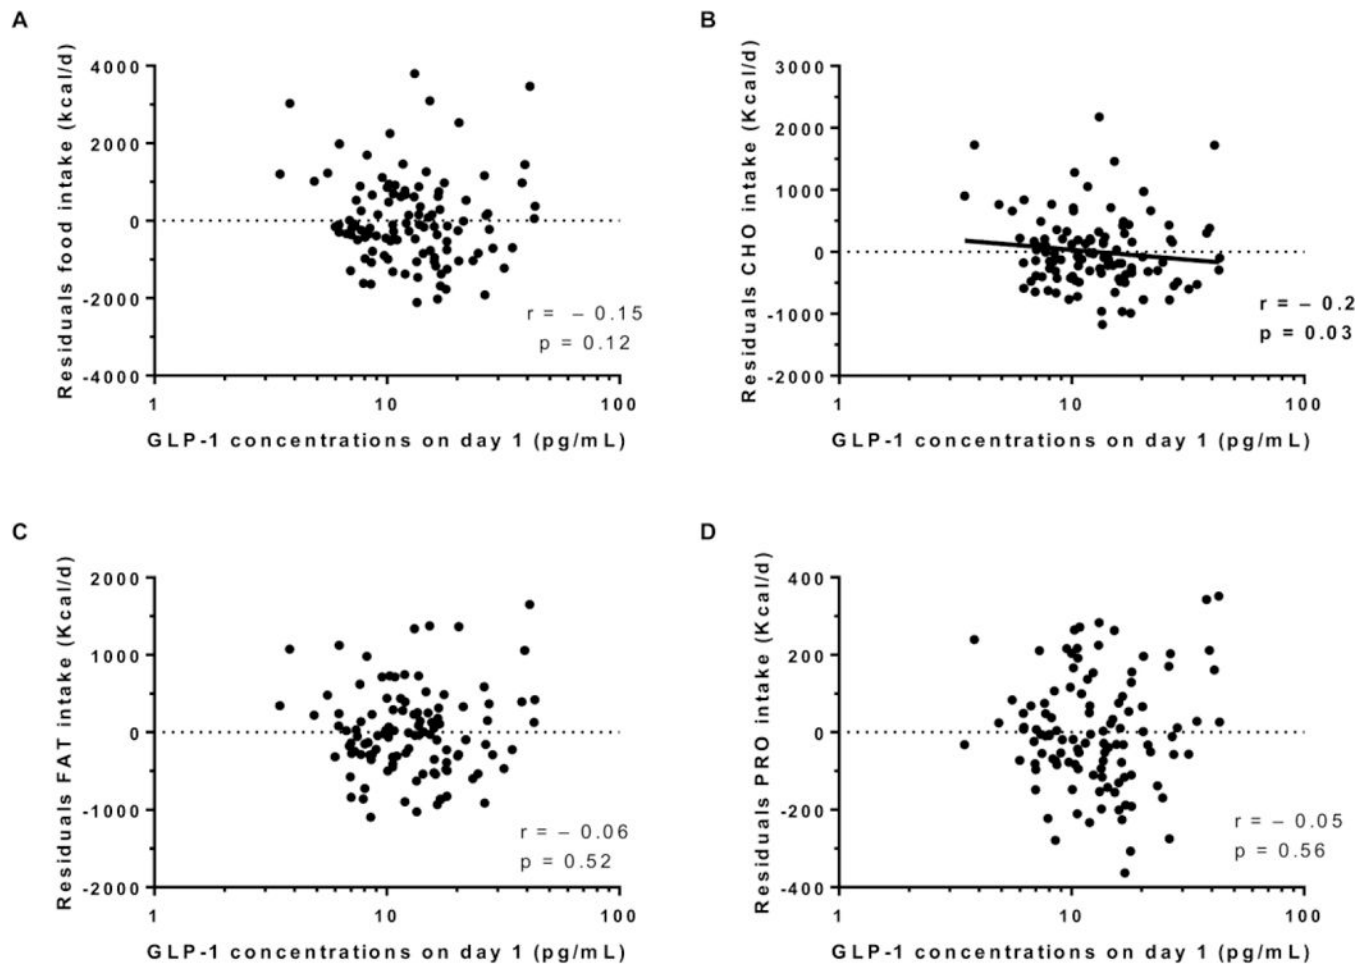 A
Residuals food intake (kcal/d)
4000
2000
0
-2000
-4000
r = – 0.15
p = 0.12
1
10
100
GLP-1 concentrations on day 1 (pg/mL)
B
Residuals CHO intake (Kcal/d)
3000
2000
1000
0
-1000
-2000
r = – 0.2
p = 0.03
1
10
100
GLP-1 concentrations on day 1 (pg/mL)
C
Residuals FAT intake (Kcal/d)
2000
1000
0
-1000
-2000
r = – 0.06
p = 0.52
1
10
100
GLP-1 concentrations on day 1 (pg/mL)
D
Residuals PRO intake (Kcal/d)
400
200
0
-200
-400
r = – 0.05
p = 0.56
1
10
100
GLP-1 concentrations on day 1 (pg/mL)